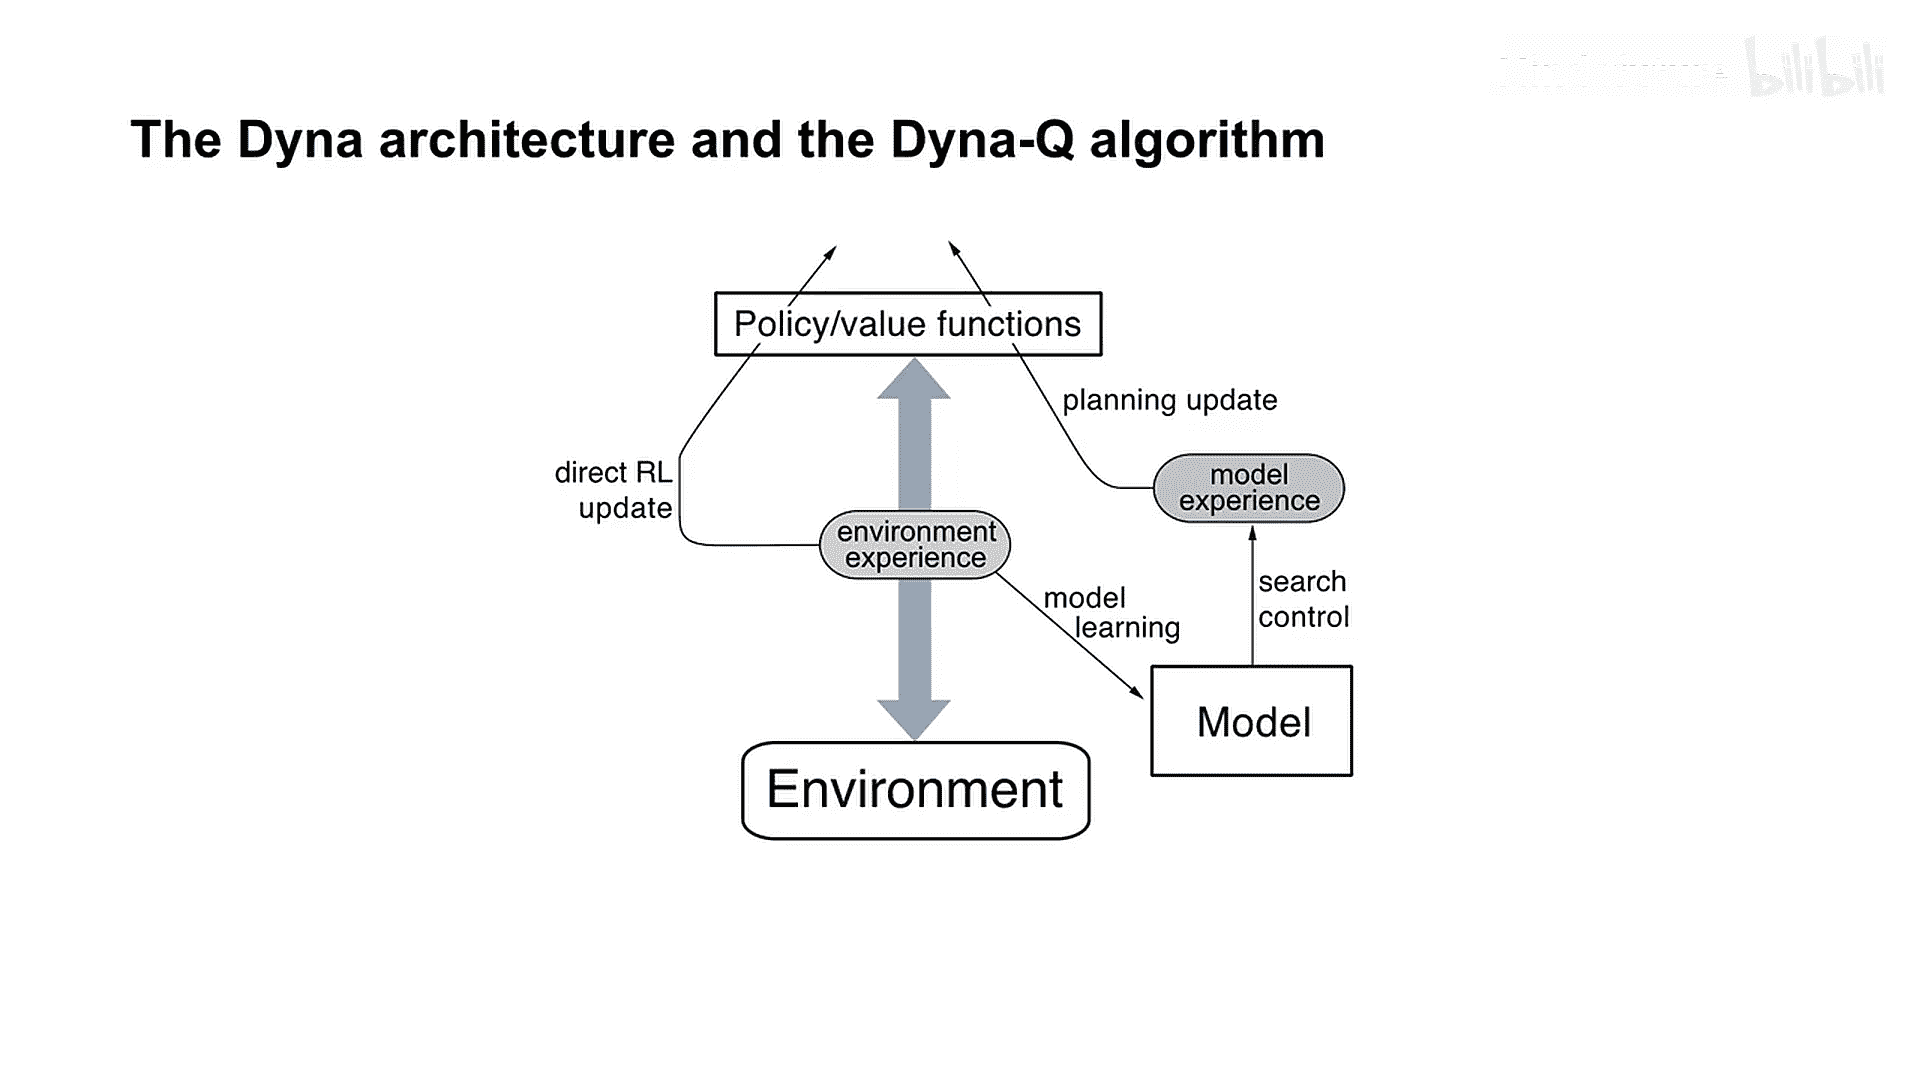 bilibili
The Dyna architecture and the Dyna-Q algorithm
Policy/value functions
planning update
direct RL
update
model
experience
environment
experience
search
control
model
learning
Model
Environment